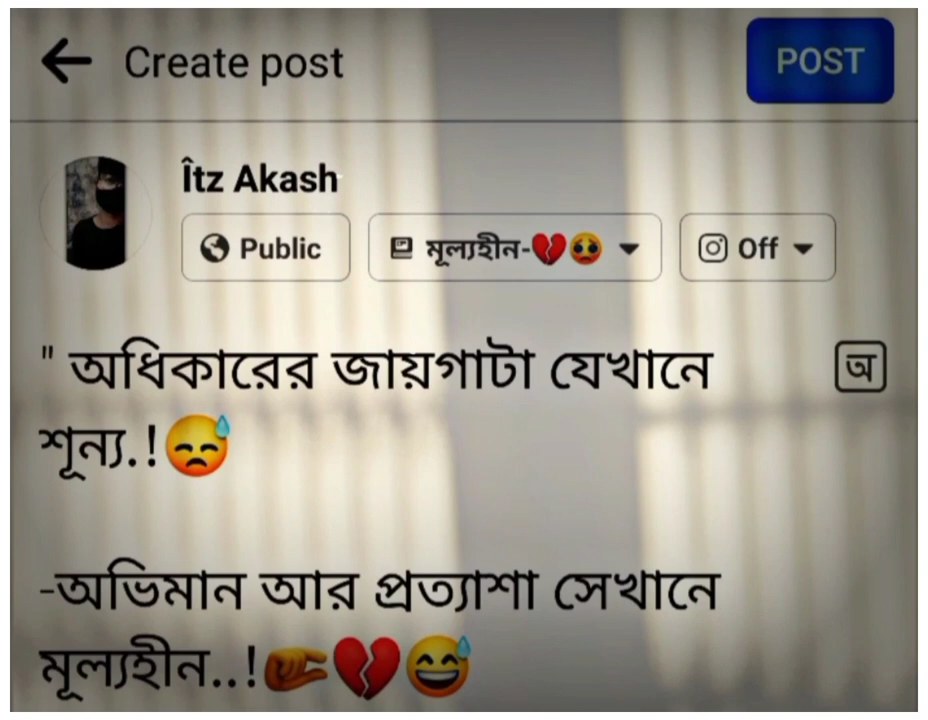 Create post
POST
Îtz Akash
Public
মূল্যহীন-💔🥺
Off
" অধিকারের জায়গাটা যেখানে
অ
শূন্য.!😓
-অভিমান আর প্রত্যাশা সেখানে
মূল্যহীন..!🤏💔😅